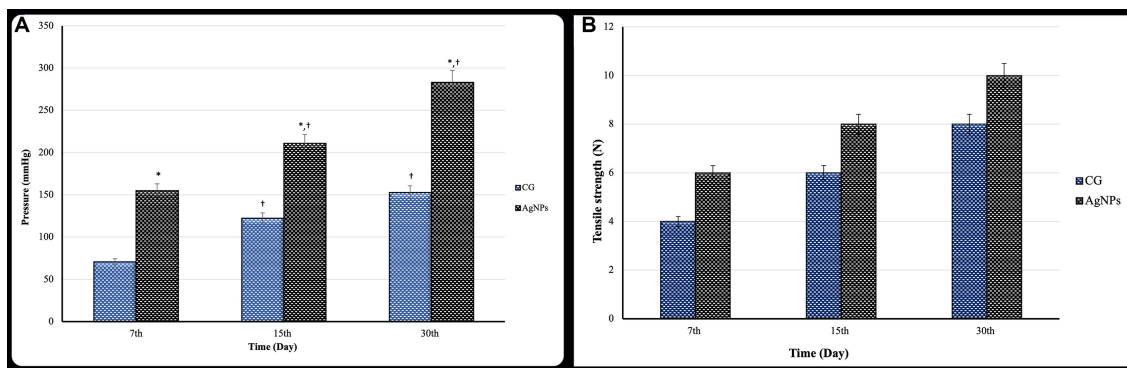 A
350
300
250
200
150
100
50
0
Pressure (mmHg)
*
†
*,†
†
*,†
7th
15th
30th
Time (Day)
CG
AgNPs
B
12
10
8
6
4
2
0
Tensile strength (N)
7th
15th
30th
Time (Day)
CG
AgNPs